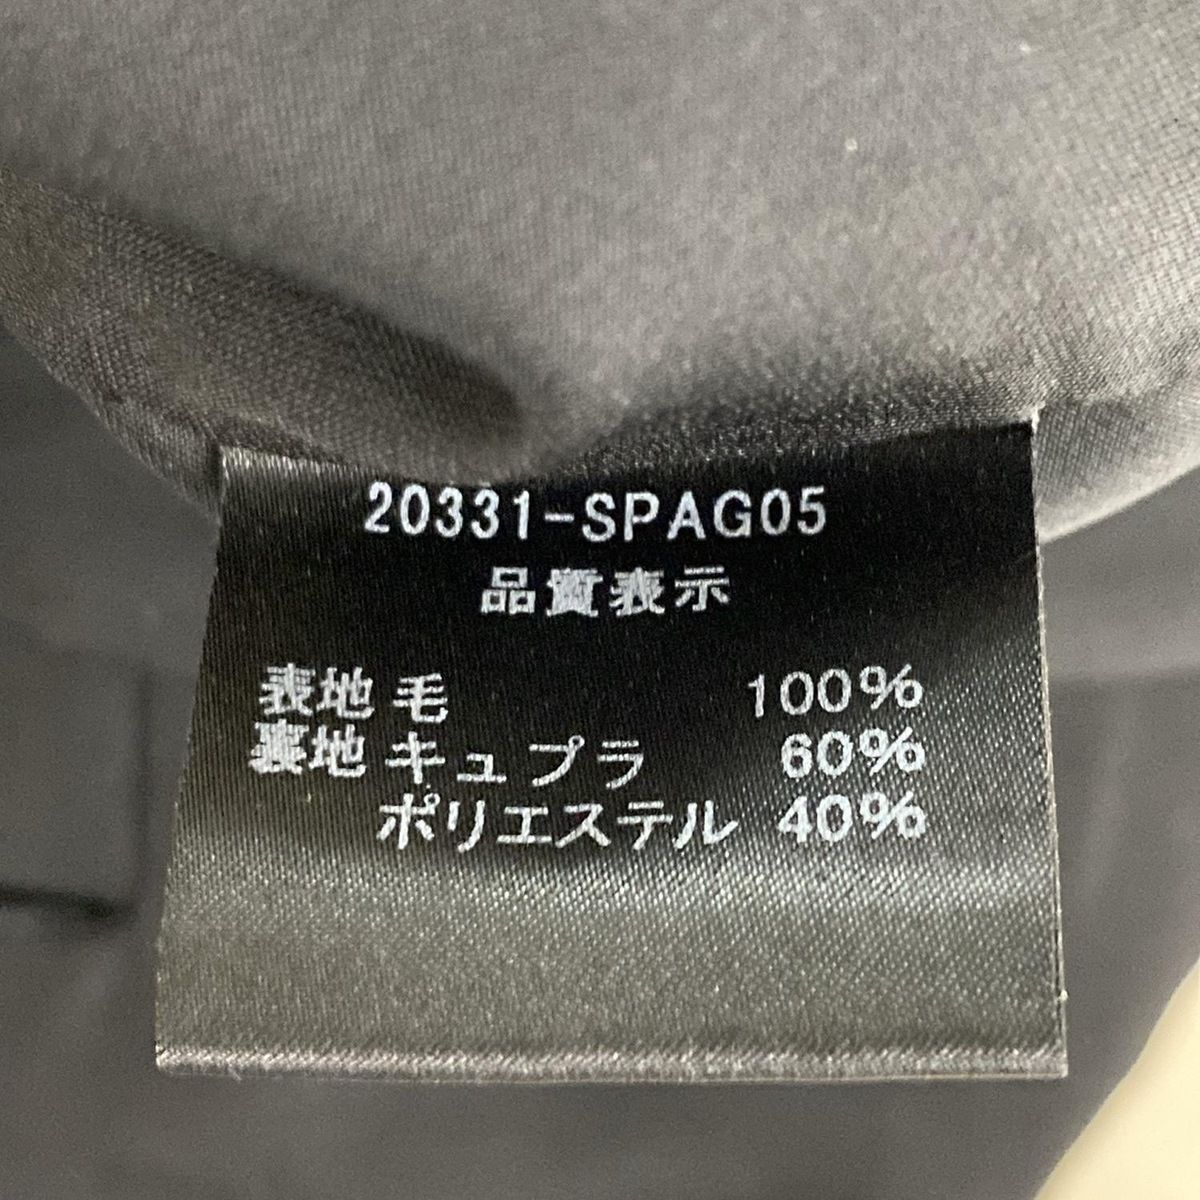 20331-SPAG05
品質表示
表地 毛 100%
裏地 キュプラ 60%
ポリエステル 40%